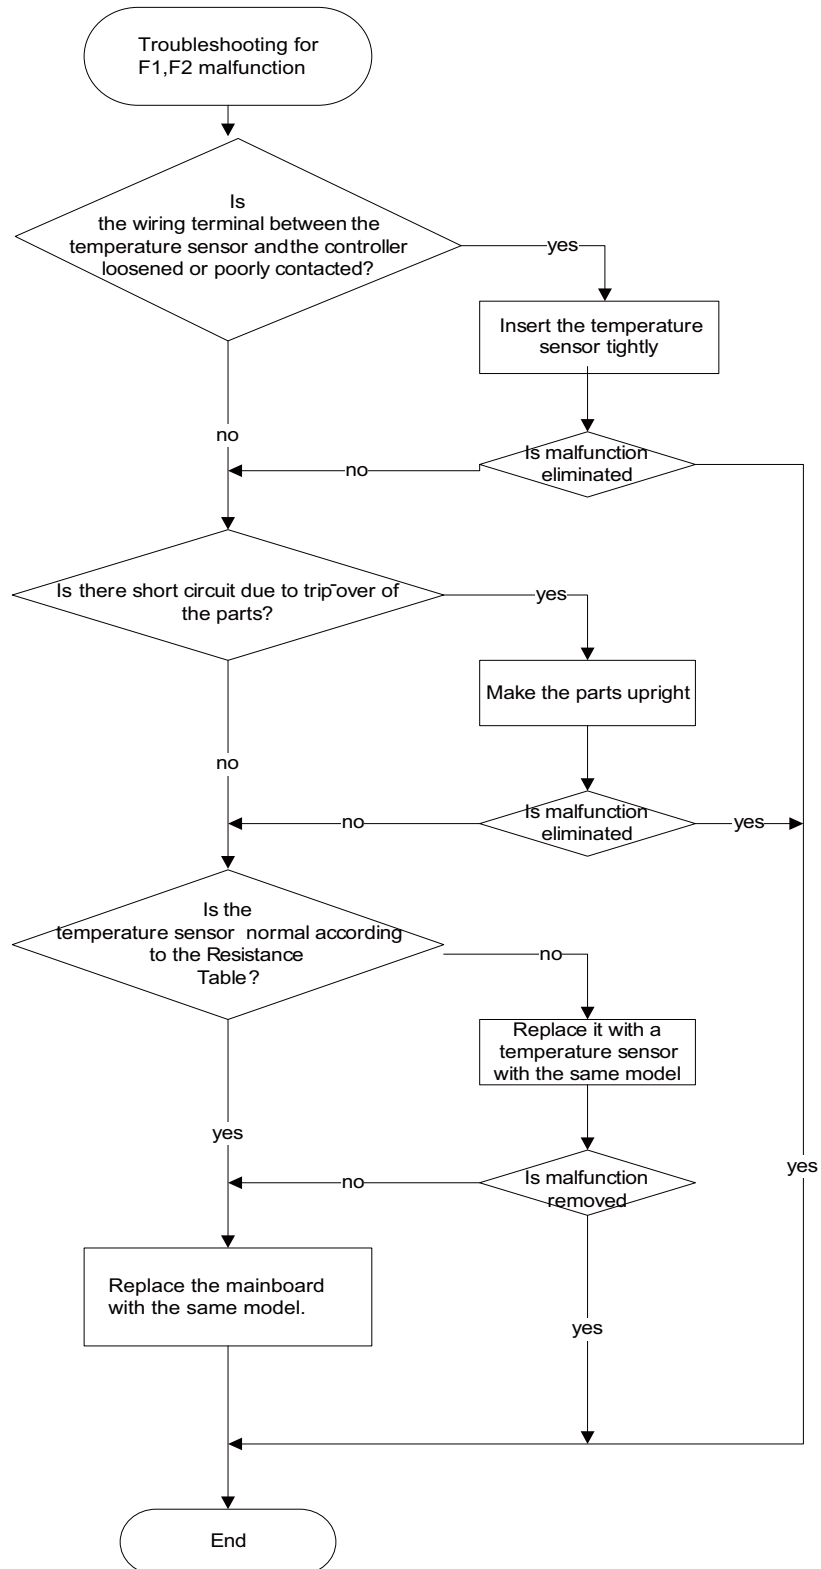 Troubleshooting for
F1,F2 malfunction
Is
the wiring terminal between the
temperature sensor and the controller
loosened or poorly contacted?
yes
Insert the temperature
sensor tightly
no
Is malfunction
eliminated
no
Is there short circuit due to trip-over of
the parts?
yes
Make the parts upright
no
Is malfunction
eliminated
no
yes
Is the
temperature sensor normal according
to the Resistance
Table?
no
Replace it with a
temperature sensor
with the same model
yes
yes
Is malfunction
removed
no
Replace the mainboard
with the same model.
yes
End